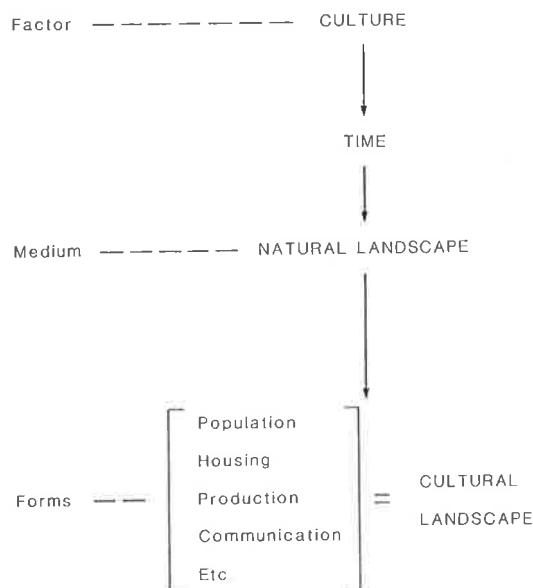 Factor CULTURE
TIME
Medium NATURAL LANDSCAPE
Population
Housing
Forms Production = CULTURAL LANDSCAPE
Communication
Etc